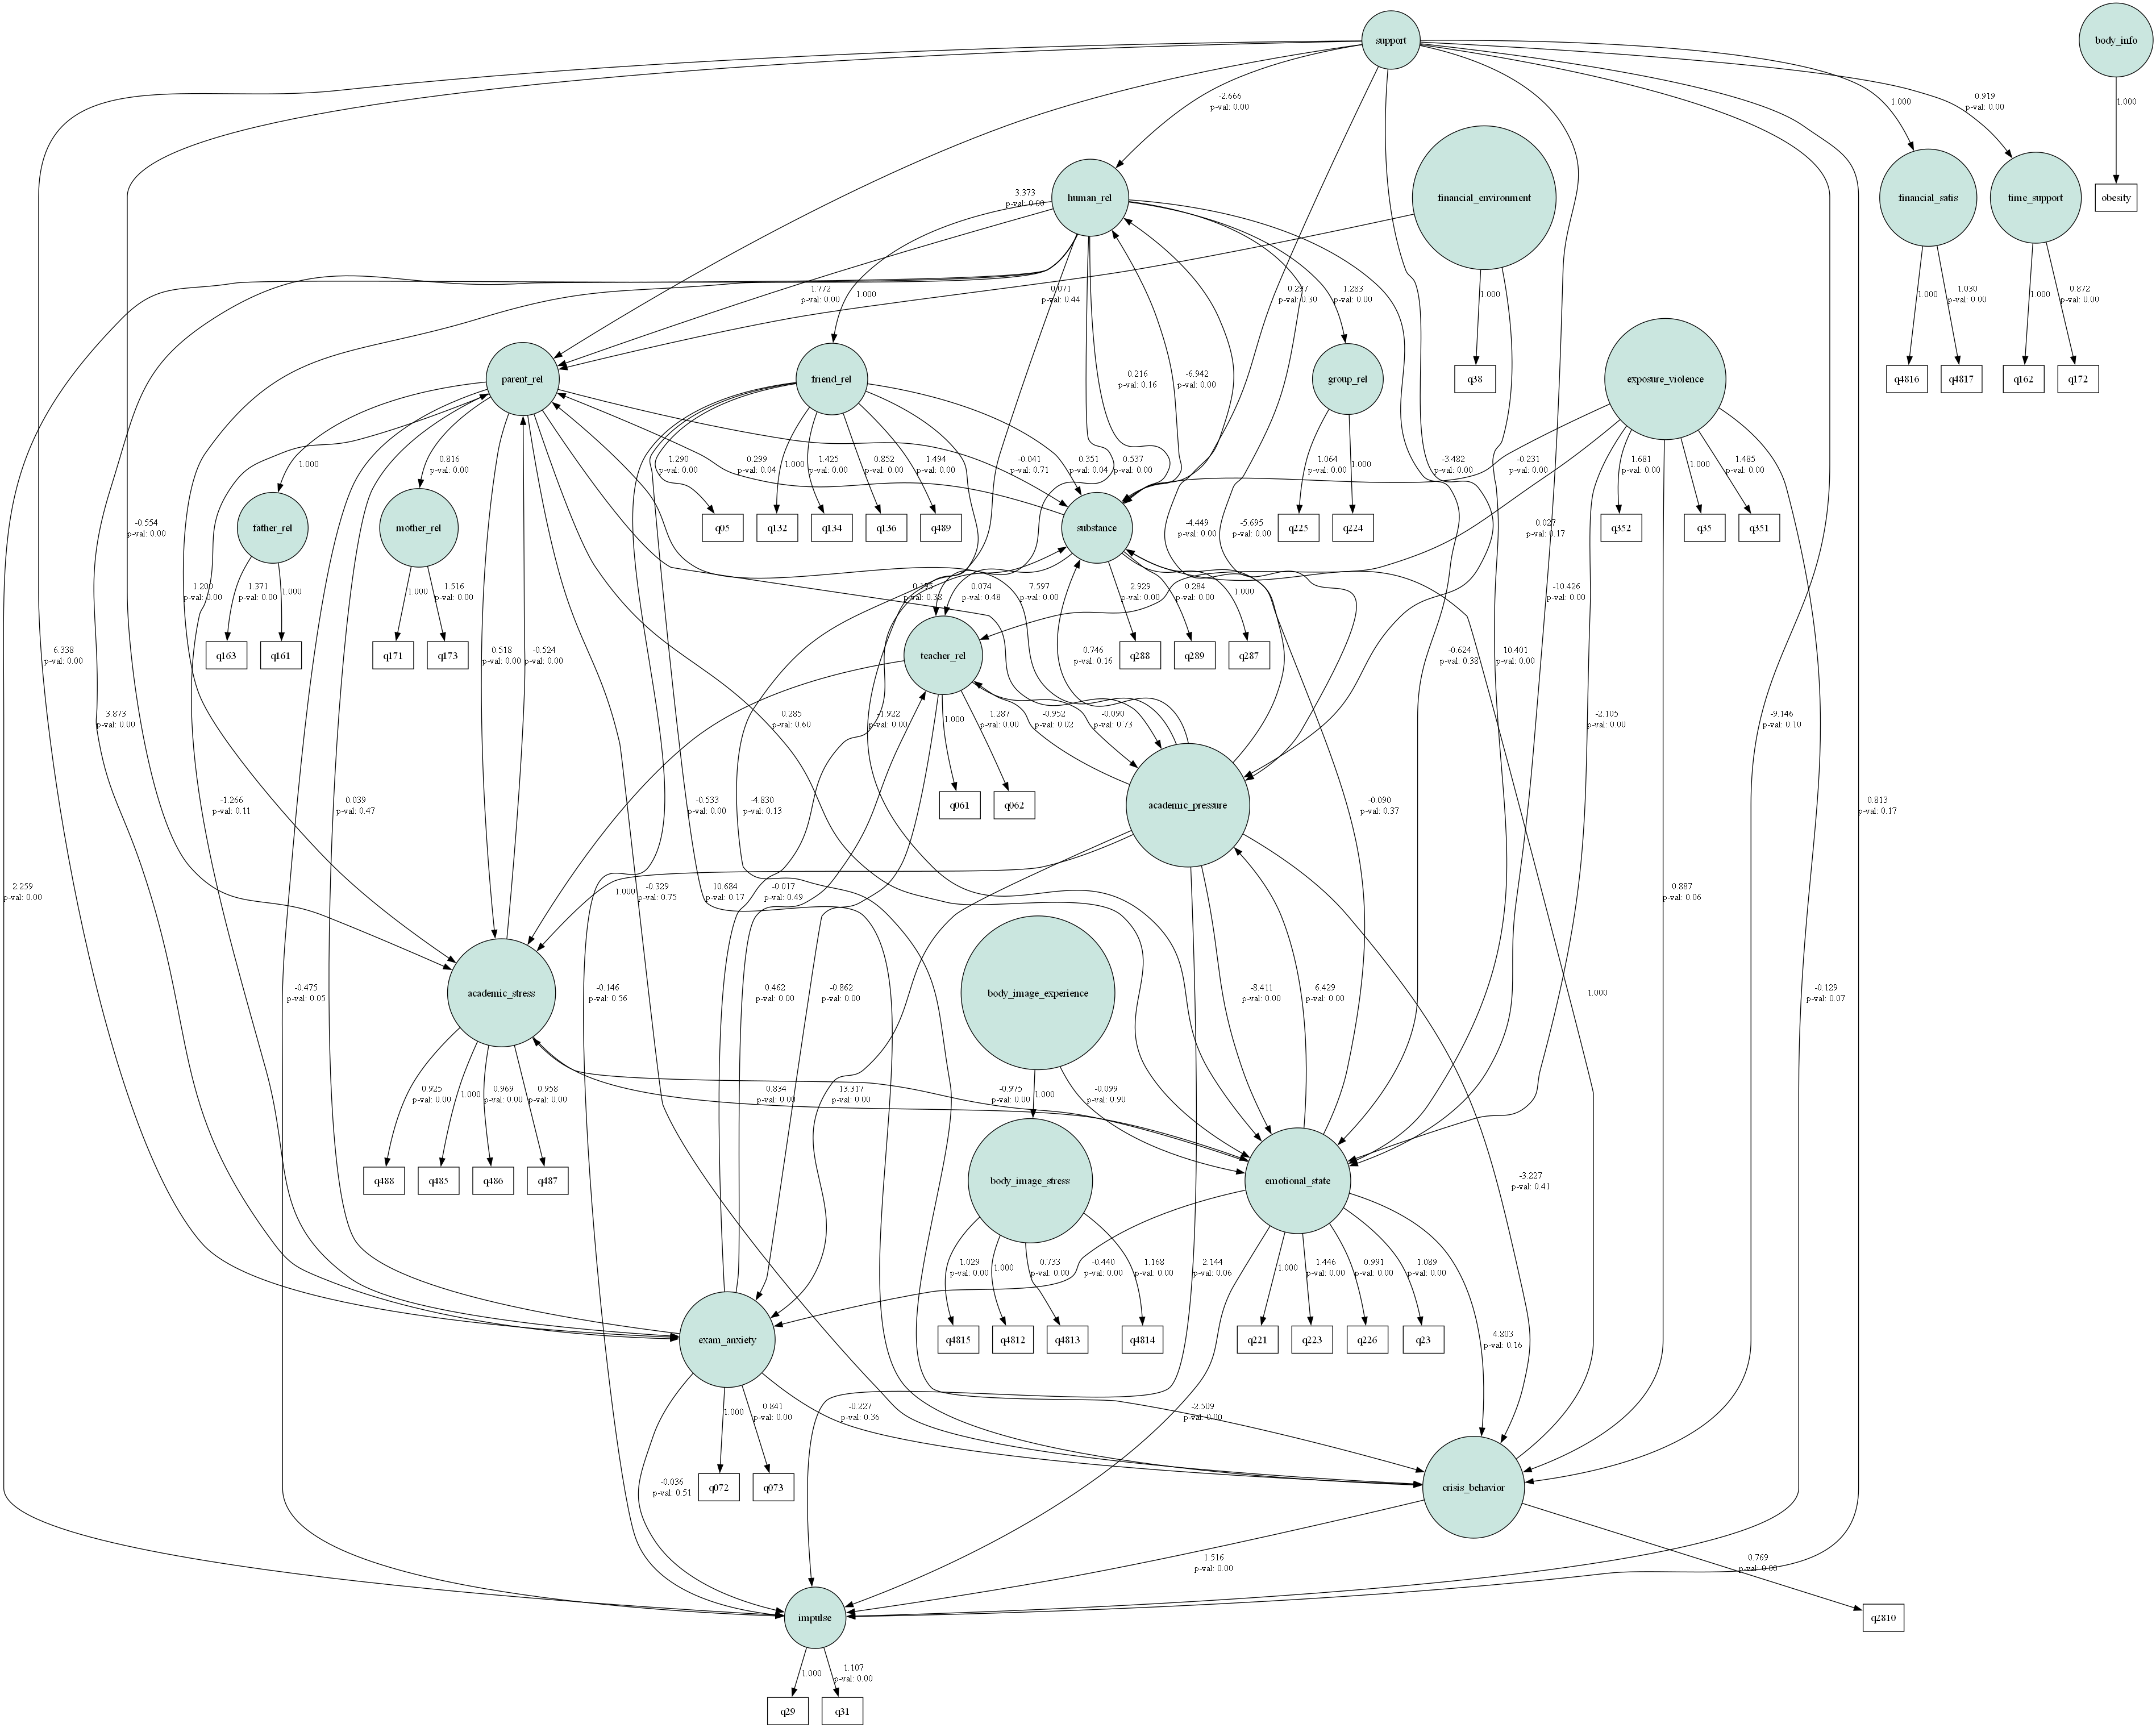 support
body_info
-2.666
p-val: 0.00
1.000
0.919
p-val: 0.00
1.000
human_rel
financial_environment
financial_satis
time_support
obesity
3.373
p-val: 0.00
1.772
p-val: 0.00
1.000
0.071
p-val: 0.44
0.297
p-val: 0.30
1.283
p-val: 0.00
1.000
1.000
1.030
p-val: 0.00
1.000
0.872
p-val: 0.00
parent_rel
friend_rel
0.216
p-val: 0.16
-6.942
p-val: 0.00
group_rel
q38
exposure_violence
q4816
q4817
q162
q172
1.000
0.816
p-val: 0.00
1.290
p-val: 0.00
0.299
p-val: 0.04
1.000
1.425
p-val: 0.00
0.852
p-val: 0.00
1.494
p-val: 0.00
-0.041
p-val: 0.71
0.351
p-val: 0.04
0.537
p-val: 0.00
1.064
p-val: 0.00
1.000
-3.482
p-val: 0.00
-0.231
p-val: 0.00
1.681
p-val: 0.00
1.000
1.485
p-val: 0.00
-0.554
p-val: 0.00
father_rel
mother_rel
q05
q132
q134
q136
q489
substance
-4.449
p-val: 0.00
-5.695
p-val: 0.00
q225
q224
0.027
p-val: 0.17
q352
q35
q351
1.200
p-val: 0.00
1.371
p-val: 0.00
1.000
1.000
1.516
p-val: 0.00
p-val: 0.38
0.074
p-val: 0.48
7.597
p-val: 0.00
2.929
p-val: 0.00
0.284
p-val: 0.00
1.000
-10.426
p-val: 0.00
6.338
p-val: 0.00
q163
q161
q171
q173
0.518
p-val: 0.00
-0.524
p-val: 0.00
teacher_rel
0.746
p-val: 0.16
q288
q289
q287
-0.624
p-val: 0.38
10.401
p-val: 0.00
3.873
p-val: 0.00
0.285
p-val: 0.60
-1.922
p-val: 0.00
1.000
1.287
p-val: 0.00
-0.952
p-val: 0.02
-0.090
p-val: 0.73
-2.105
p-val: 0.00
-9.146
p-val: 0.10
-1.266
p-val: 0.11
0.039
p-val: 0.47
-0.533
p-val: 0.00
-4.830
p-val: 0.13
q061
q062
academic_pressure
-0.090
p-val: 0.37
0.813
p-val: 0.17
2.259
p-val: 0.00
1.000
-0.329
p-val: 0.75
10.684
p-val: 0.17
-0.017
p-val: 0.49
0.887
p-val: 0.06
academic_stress
-0.475
p-val: 0.05
-0.146
p-val: 0.56
0.462
p-val: 0.00
-0.862
p-val: 0.00
body_image_experience
-8.411
p-val: 0.00
6.429
p-val: 0.00
1.000
-0.129
p-val: 0.07
0.925
p-val: 0.00
1.000
0.969
p-val: 0.00
0.958
p-val: 0.00
0.834
p-val: 0.00
13.317
p-val: 0.00
-0.975
p-val: 0.00
1.000
-0.099
p-val: 0.90
q488
q485
q486
q487
body_image_stress
emotional_state
-3.227
p-val: 0.41
1.029
p-val: 0.00
1.000
0.733
p-val: 0.00
-0.440
p-val: 0.00
1.168
p-val: 0.00
2.144
p-val: 0.06
1.000
1.446
p-val: 0.00
0.991
p-val: 0.00
1.089
p-val: 0.00
exam_anxiety
q4815
q4812
q4813
q4814
q221
q223
q226
q23
4.803
p-val: 0.16
1.000
0.841
p-val: 0.00
-0.227
p-val: 0.36
-2.509
p-val: 0.00
-0.036
p-val: 0.51
q072
q073
crisis_behavior
1.516
p-val: 0.00
0.769
p-val: 0.00
impulse
q2810
1.000
1.107
p-val: 0.00
q29
q31